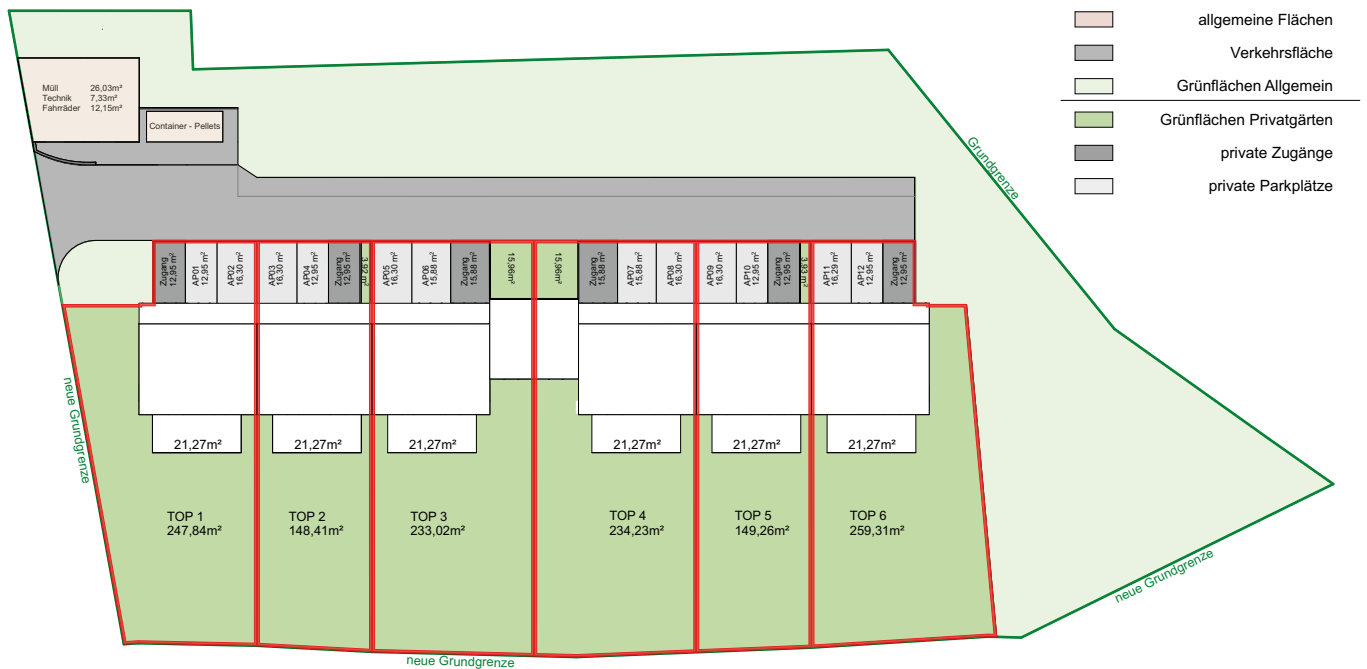 allgemeine Flächen
Verkehrsfläche
Grünflächen Allgemein
Grünflächen Privatgärten
private Zugänge
private Parkplätze
Müll 26,03m²
Technik 7,33m²
Fahrräder 12,15m²
Container - Pellets
Grundgrenze
Zugang
12,95 m²
AP01
12,95 m²
AP02
16,30 m²
AP03
16,30 m²
AP04
12,95 m²
Zugang
12,95 m²
3,92 m²
AP05
16,30 m²
AP06
15,88 m²
Zugang
15,88 m²
15,96m²
15,96m²
Zugang
15,88 m²
AP07
15,88 m²
AP08
16,30 m²
AP09
16,30 m²
AP10
12,95 m²
Zugang
12,95 m²
3,93 m²
AP11
16,29 m²
AP12
12,95 m²
Zugang
12,95 m²
neue Grundgrenze
21,27m²
21,27m²
21,27m²
21,27m²
21,27m²
21,27m²
TOP 1
247,84m²
TOP 2
148,41m²
TOP 3
233,02m²
TOP 4
234,23m²
TOP 5
149,26m²
TOP 6
259,31m²
neue Grundgrenze
neue Grundgrenze